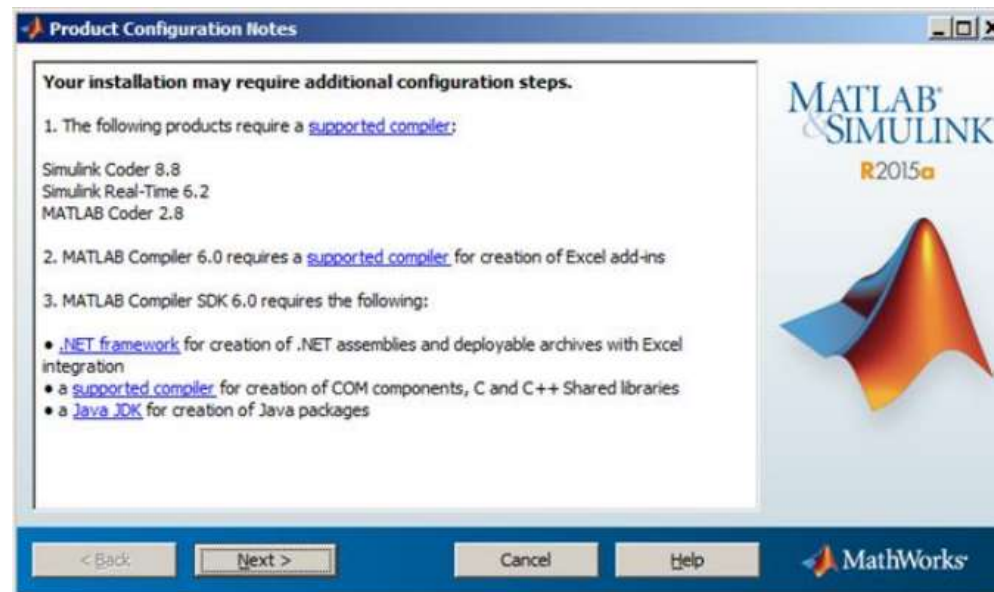 Product Configuration Notes
Your installation may require additional configuration steps.
1. The following products require a supported compiler:
Simulink Coder 8.8
Simulink Real-Time 6.2
MATLAB Coder 2.8
2. MATLAB Compiler 6.0 requires a supported compiler for creation of Excel add-ins
3. MATLAB Compiler SDK 6.0 requires the following:
• .NET framework for creation of .NET assemblies and deployable archives with Excel
integration
• a supported compiler for creation of COM components, C and C++ Shared libraries
• a Java JDK for creation of Java packages
MATLAB®
&SIMULINK
R2015a
< Back
Next >
Cancel
Help
MathWorks®